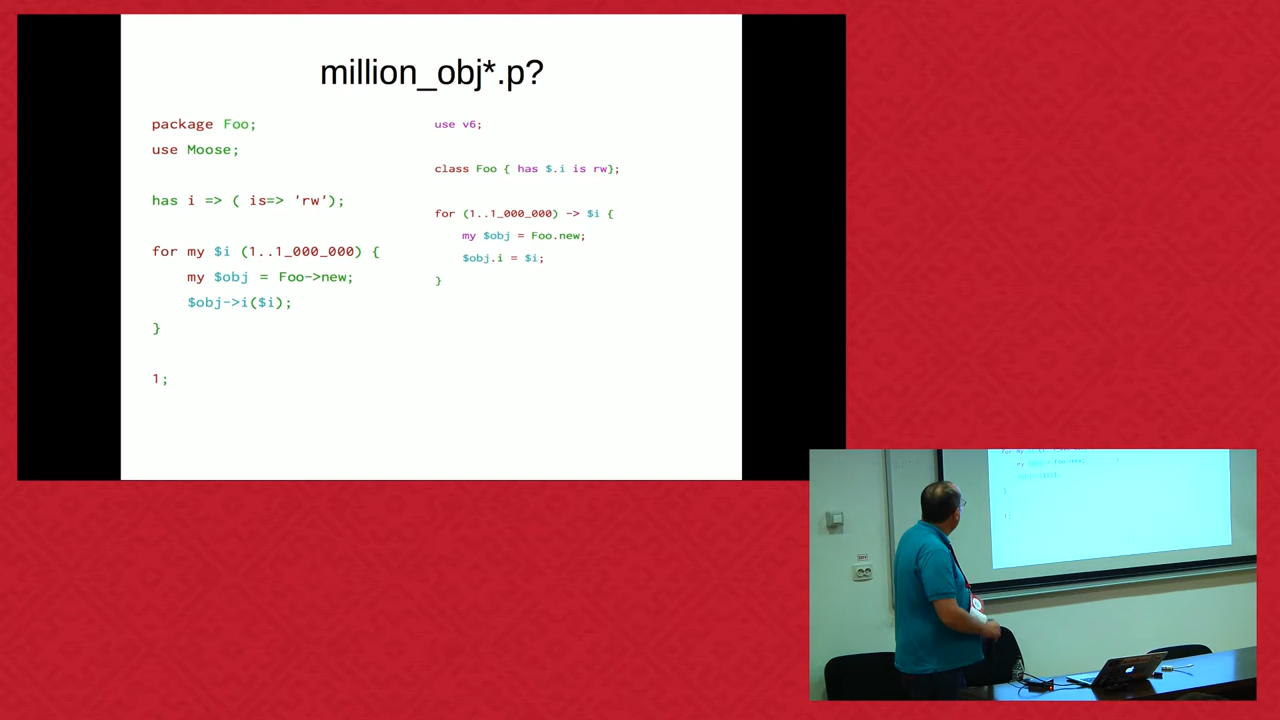 million_obj*.p?
package Foo;
use Moose;
has i => ( is=> 'rw');
for my $i (1..1_000_000) {
my $obj = Foo->new;
$obj->i($i);
}
1;
use v6;
class Foo { has $.i is rw};
for (1..1_000_000) -> $i {
my $obj = Foo.new;
$obj.i = $i;
}